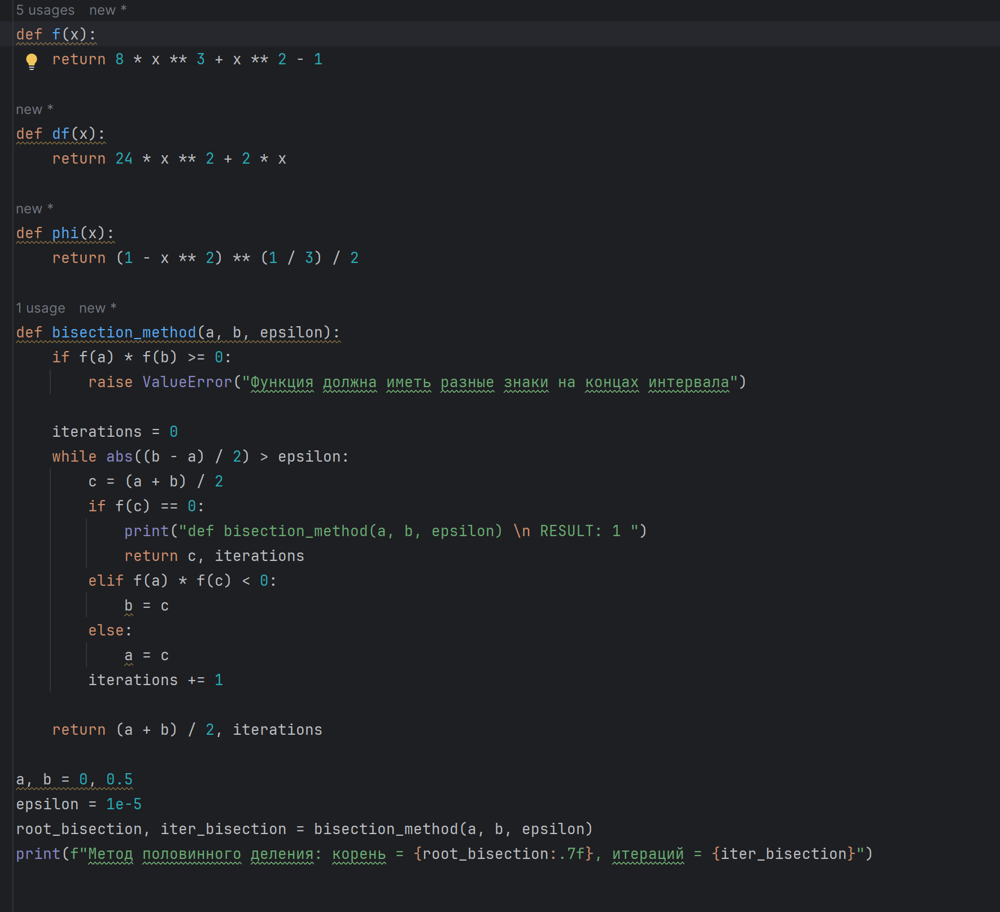 5 usages new *
def f(x):
return 8 * x ** 3 + x ** 2 - 1
new *
def df(x):
return 24 * x ** 2 + 2 * x
new *
def phi(x):
return (1 - x ** 2) ** (1 / 3) / 2
1 usage new *
def bisection_method(a, b, epsilon):
if f(a) * f(b) >= 0:
raise ValueError("Функция должна иметь разные знаки на концах интервала")
iterations = 0
while abs((b - a) / 2) > epsilon:
c = (a + b) / 2
if f(c) == 0:
print("def bisection_method(a, b, epsilon) \n RESULT: 1 ")
return c, iterations
elif f(a) * f(c) < 0:
b = c
else:
a = c
iterations += 1
return (a + b) / 2, iterations
a, b = 0, 0.5
epsilon = 1e-5
root_bisection, iter_bisection = bisection_method(a, b, epsilon)
print(f"Метод половинного деления: корень = {root_bisection:.7f}, итераций = {iter_bisection}")